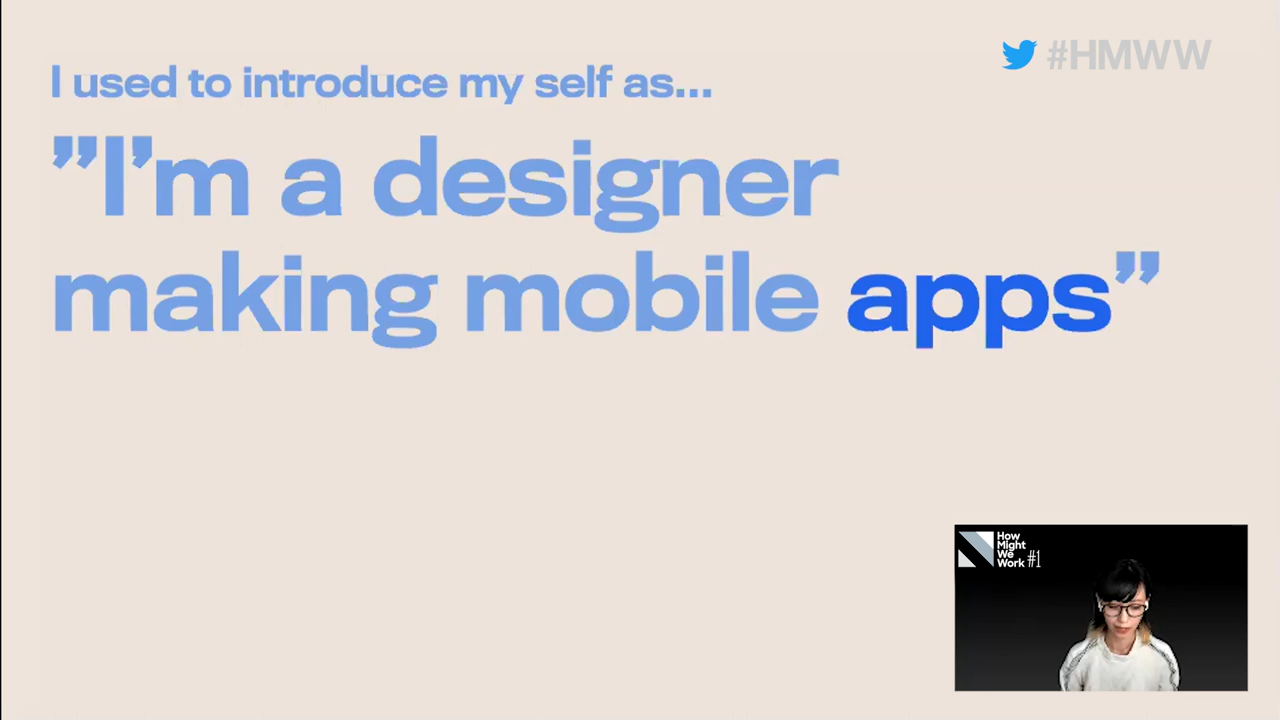 #HMWW
I used to introduce my self as...
”I’m a designer
making mobile apps”
How
Might
We
Work #1